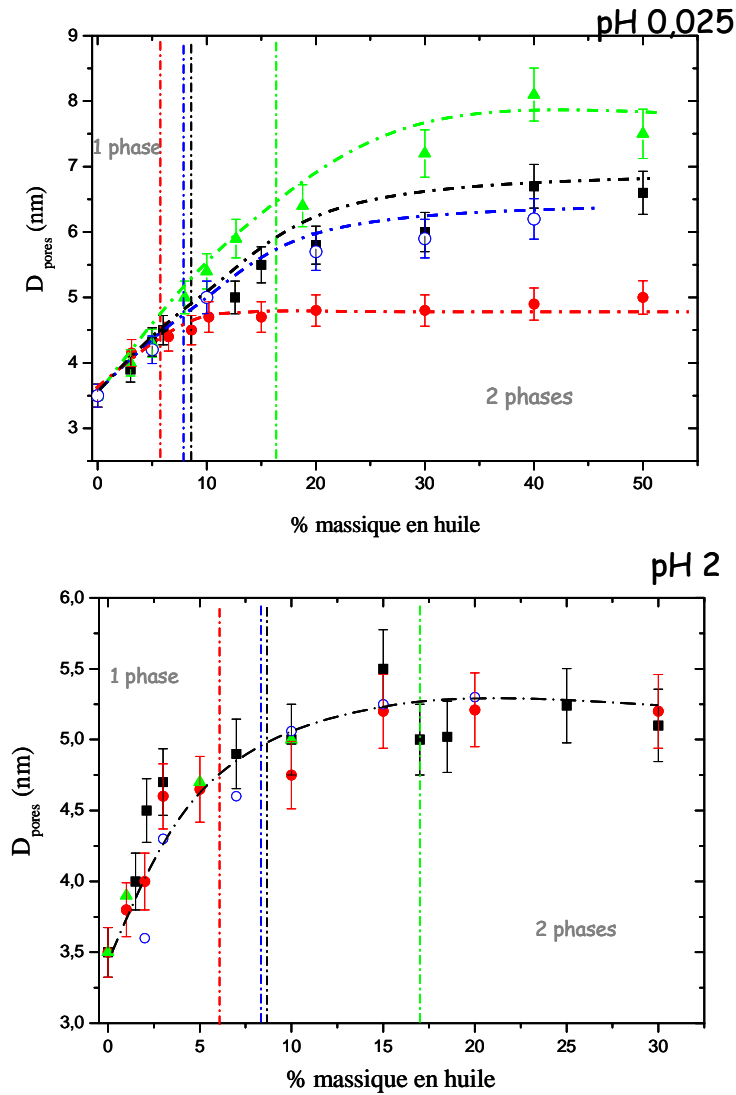 pH 0,025
9
8
7
6
5
4
3
1 phase
2 phases
D pores (nm)
0 10 20 30 40 50
% massique en huile
pH 2
6,0
5,5
5,0
4,5
4,0
3,5
3,0
1 phase
2 phases
D pores (nm)
0 5 10 15 20 25 30
% massique en huile